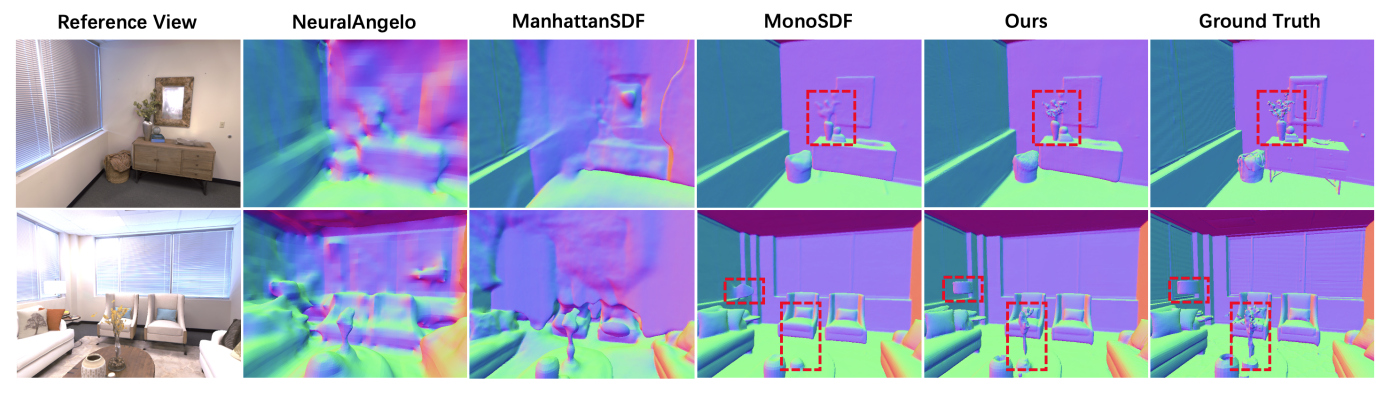 Reference View
NeuralAngelo
ManhattanSDF
MonoSDF
Ours
Ground Truth